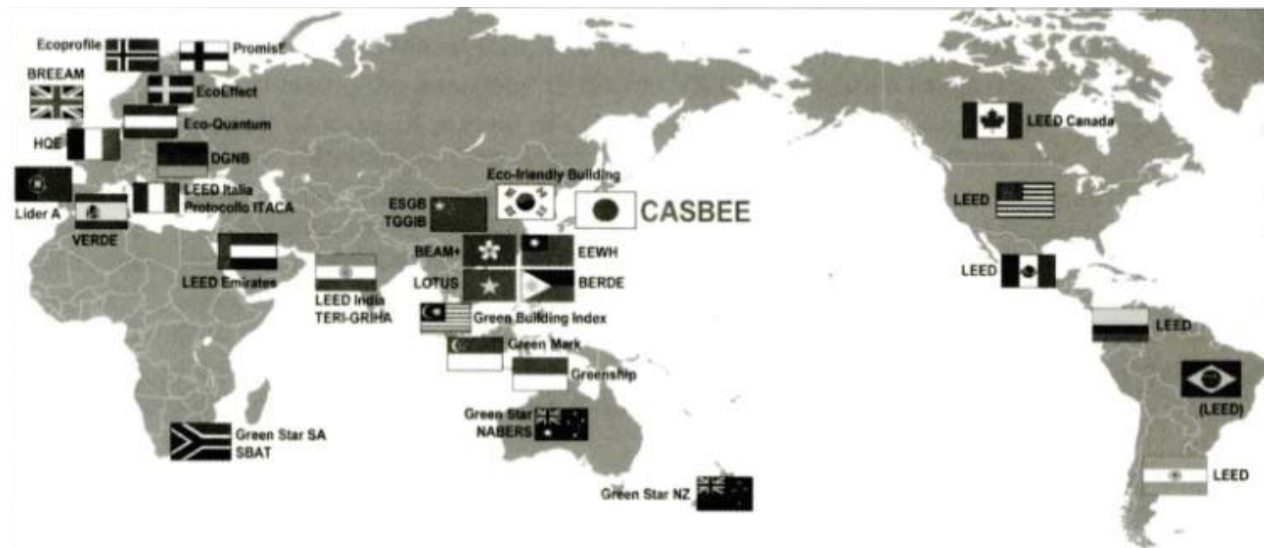 Ecoprofile
PromisE
BREEAM
EcoEffect
Eco-Quantum
HQE
DGNB
Lider A
LEED Italia
Protocollo ITACA
VERDE
LEED Emirates
LEED India
TERI-GRIHA
Eco-friendly Building
ESGB
TGGIB
CASBEE
BEAM+
EEWH
LOTUS
BERDE
Green Building Index
Green Mark
Greenship
Green Star
NABERS
Green Star SA
SBAT
Green Star NZ
LEED Canada
LEED
LEED
LEED
(LEED)
LEED